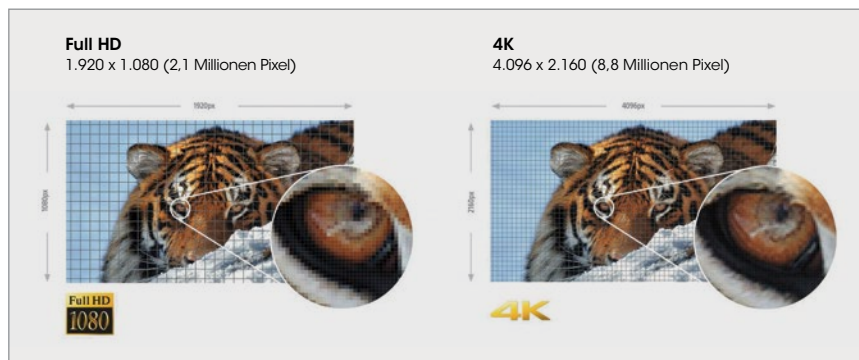 Full HD
1.920 x 1.080 (2,1 Millionen Pixel)
4K
4.096 x 2.160 (8,8 Millionen Pixel)
1920px
4096px
1080px
2160px
Full HD
1080
4K